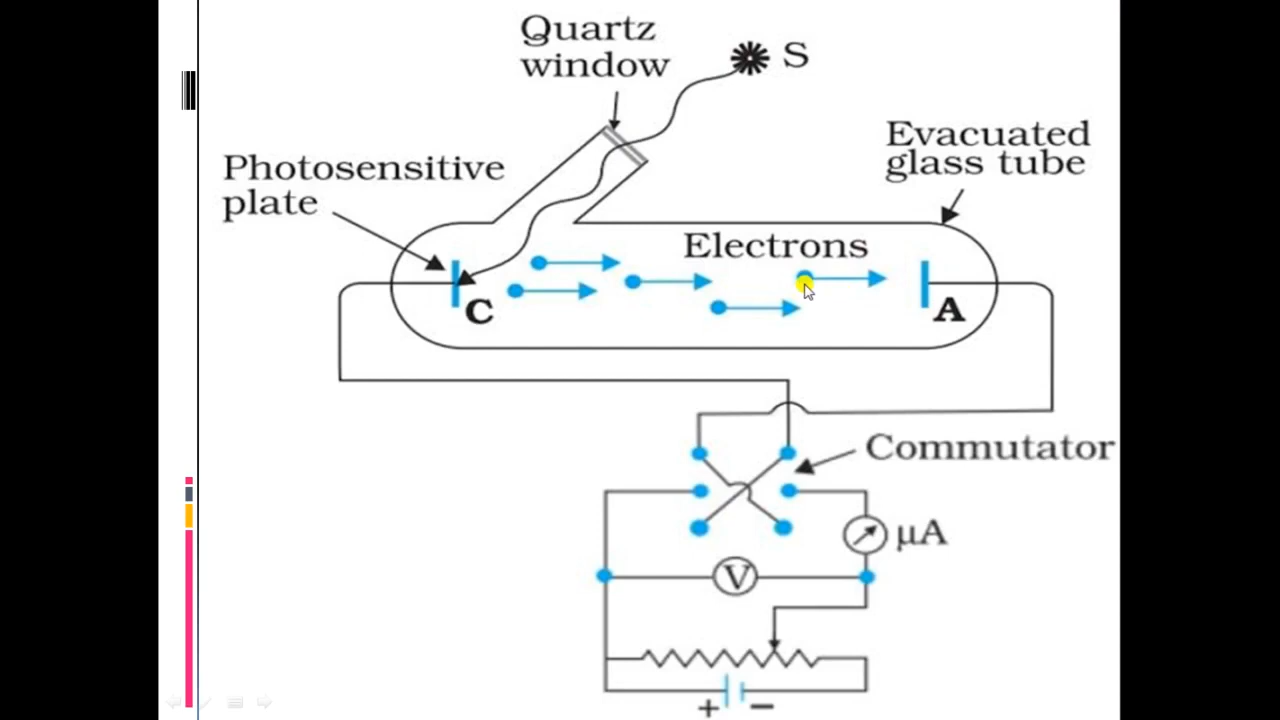 Quartz
window
S
Evacuated
glass tube
Photosensitive
plate
Electrons
C
A
Commutator
µA
V
+ −